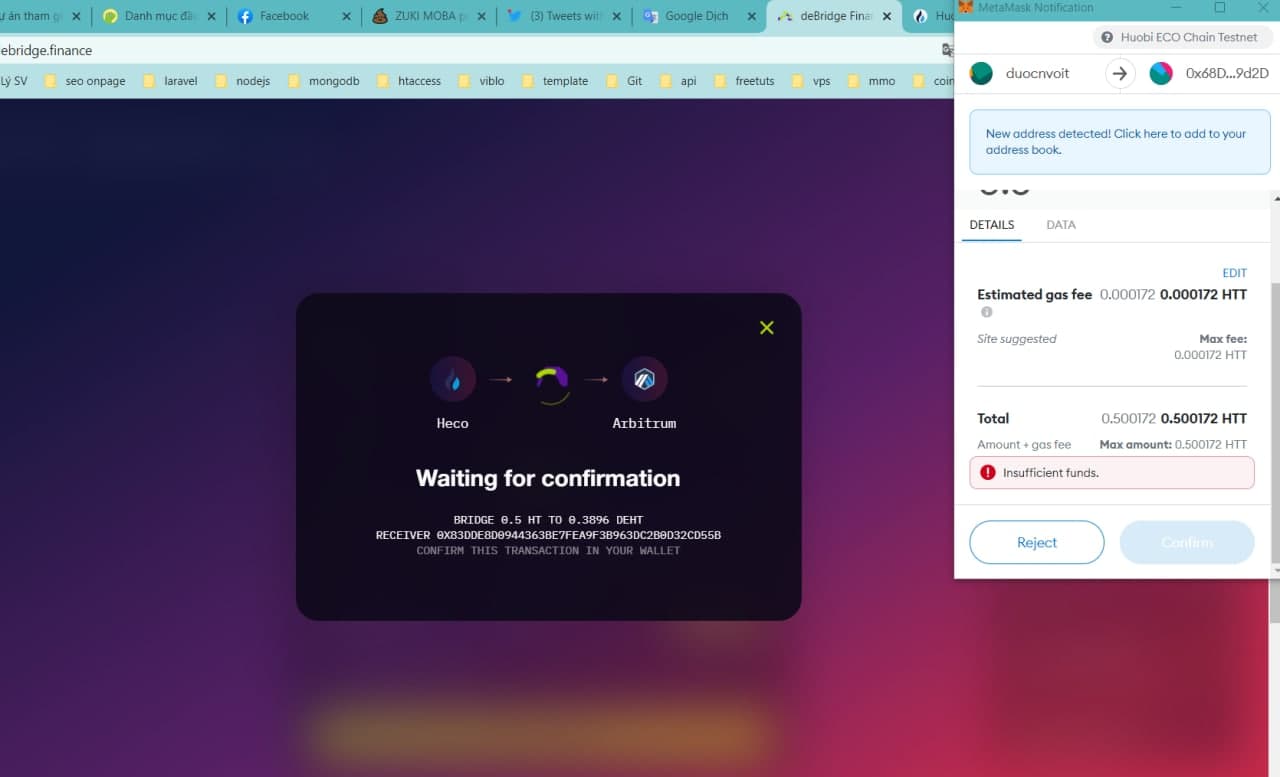 ự án tham g
Danh mục đầ
Facebook
ZUKI MOBA p
(3) Tweets with
Google Dịch
deBridge Finan
Huo
MetaMask Notification
ebridge.finance
Lý SV
seo onpage
laravel
nodejs
mongodb
htaccess
viblo
template
Git
api
freetuts
vps
mmo
coin
Huobi ECO Chain Testnet
duocnvoit
0x68D...9d2D
New address detected! Click here to add to your
address book.
DETAILS
DATA
EDIT
Estimated gas fee 0.000172 0.000172 HTT
Site suggested
Max fee:
0.000172 HTT
Total 0.500172 0.500172 HTT
Amount + gas fee Max amount: 0.500172 HTT
Insufficient funds.
Reject
Confirm
Heco
Arbitrum
Waiting for confirmation
BRIDGE 0.5 HT TO 0.3896 DEHT
RECEIVER 0X83DDE8D0944363BE7FEA9F3B963DC2B0D32CD55B
CONFIRM THIS TRANSACTION IN YOUR WALLET